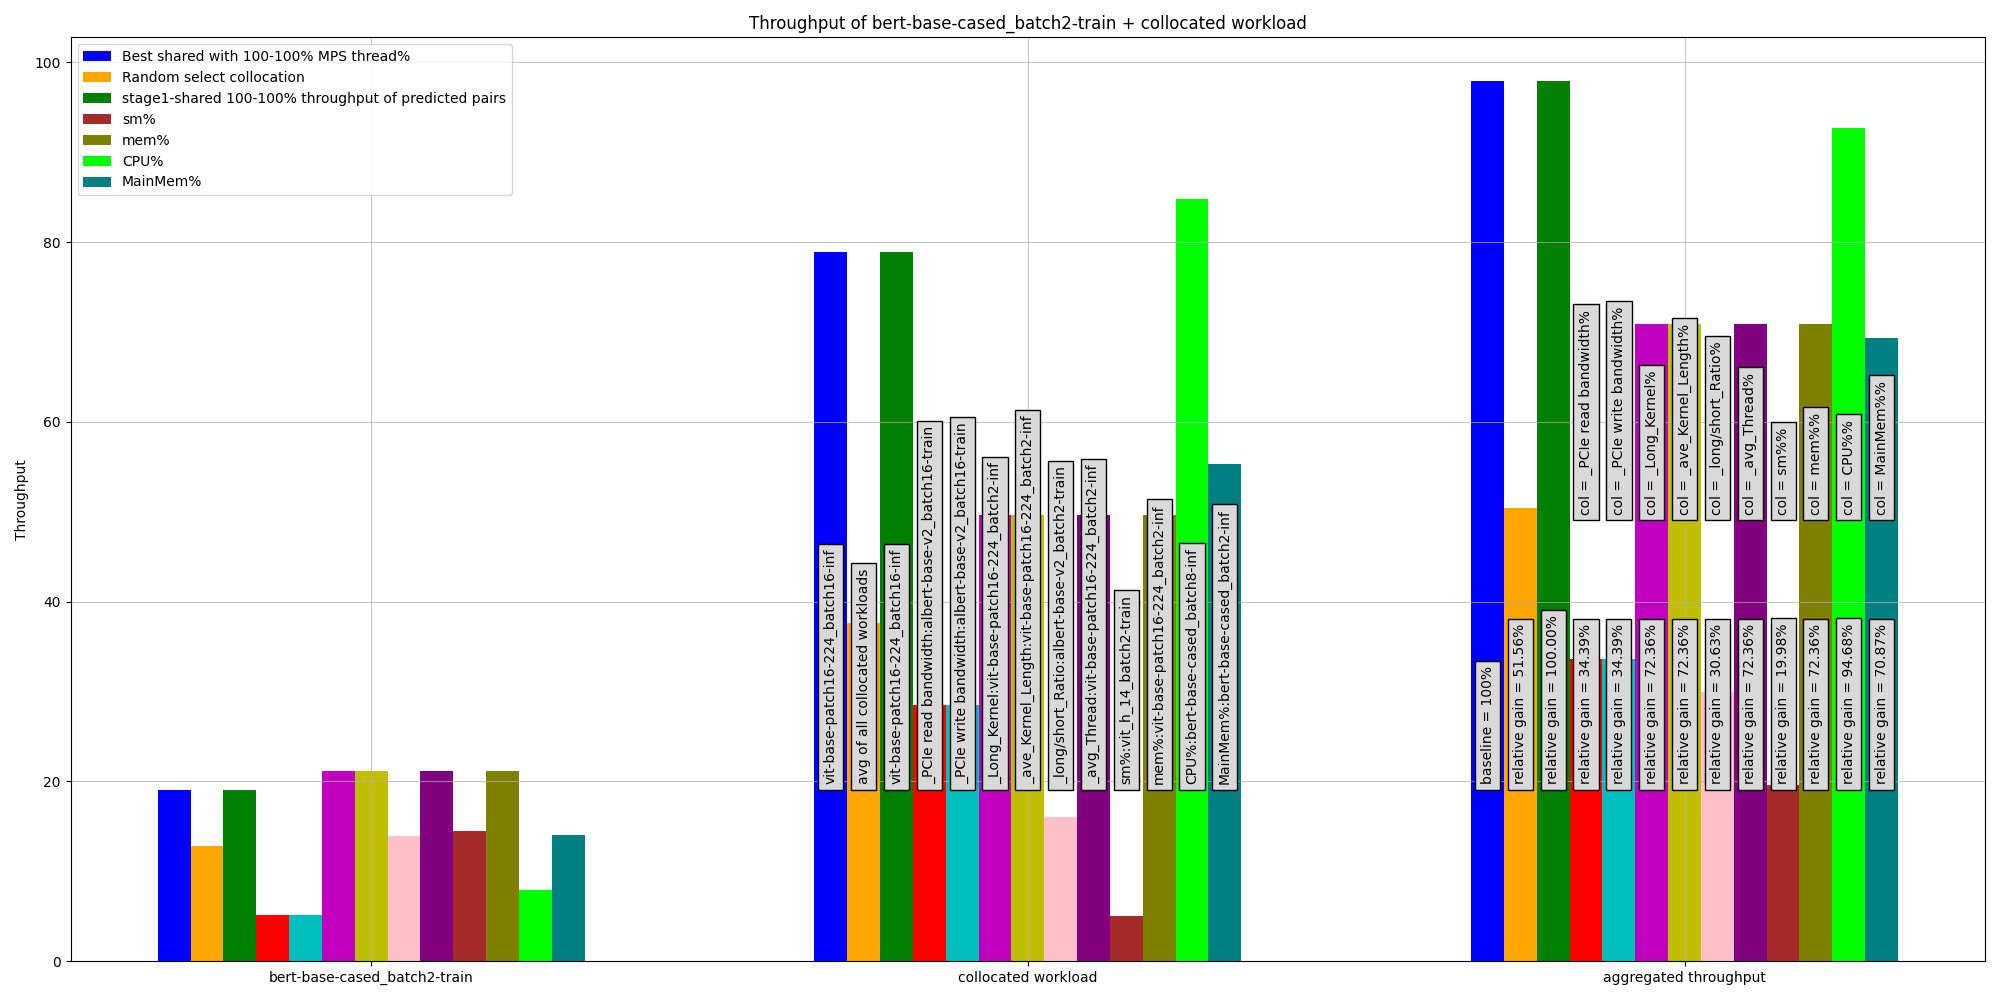 Throughput of bert-base-cased_batch2-train + collocated workload
Best shared with 100-100% MPS thread%
Random select collocation
stage1-shared 100-100% throughput of predicted pairs
sm%
mem%
CPU%
MainMem%
Throughput
100
80
60
40
20
0
vit-base-patch16-224_batch16-inf
avg of all collocated workloads
vit-base-patch16-224_batch16-inf
_PCIe read bandwidth:albert-base-v2_batch16-train
_PCIe write bandwidth:albert-base-v2_batch16-train
_Long_Kernel:vit-base-patch16-224_batch2-inf
_ave_Kernel_Length:vit-base-patch16-224_batch2-inf
_long/short_Ratio:albert-base-v2_batch2-train
_avg_Thread:vit-base-patch16-224_batch2-inf
sm%:vit_h_14_batch2-train
mem%:vit-base-patch16-224_batch2-inf
CPU%:bert-base-cased_batch8-inf
MainMem%:bert-base-cased_batch2-inf
col = _PCIe read bandwidth%
col = _PCIe write bandwidth%
col = _Long_Kernel%
col = _ave_Kernel_Length%
col = _long/short_Ratio%
col = _avg_Thread%
col = sm%%
col = mem%%
col = CPU%%
col = MainMem%%
baseline = 100%
relative gain = 51.56%
relative gain = 100.00%
relative gain = 34.39%
relative gain = 34.39%
relative gain = 72.36%
relative gain = 72.36%
relative gain = 30.63%
relative gain = 72.36%
relative gain = 19.98%
relative gain = 72.36%
relative gain = 94.68%
relative gain = 70.87%
bert-base-cased_batch2-train
collocated workload
aggregated throughput